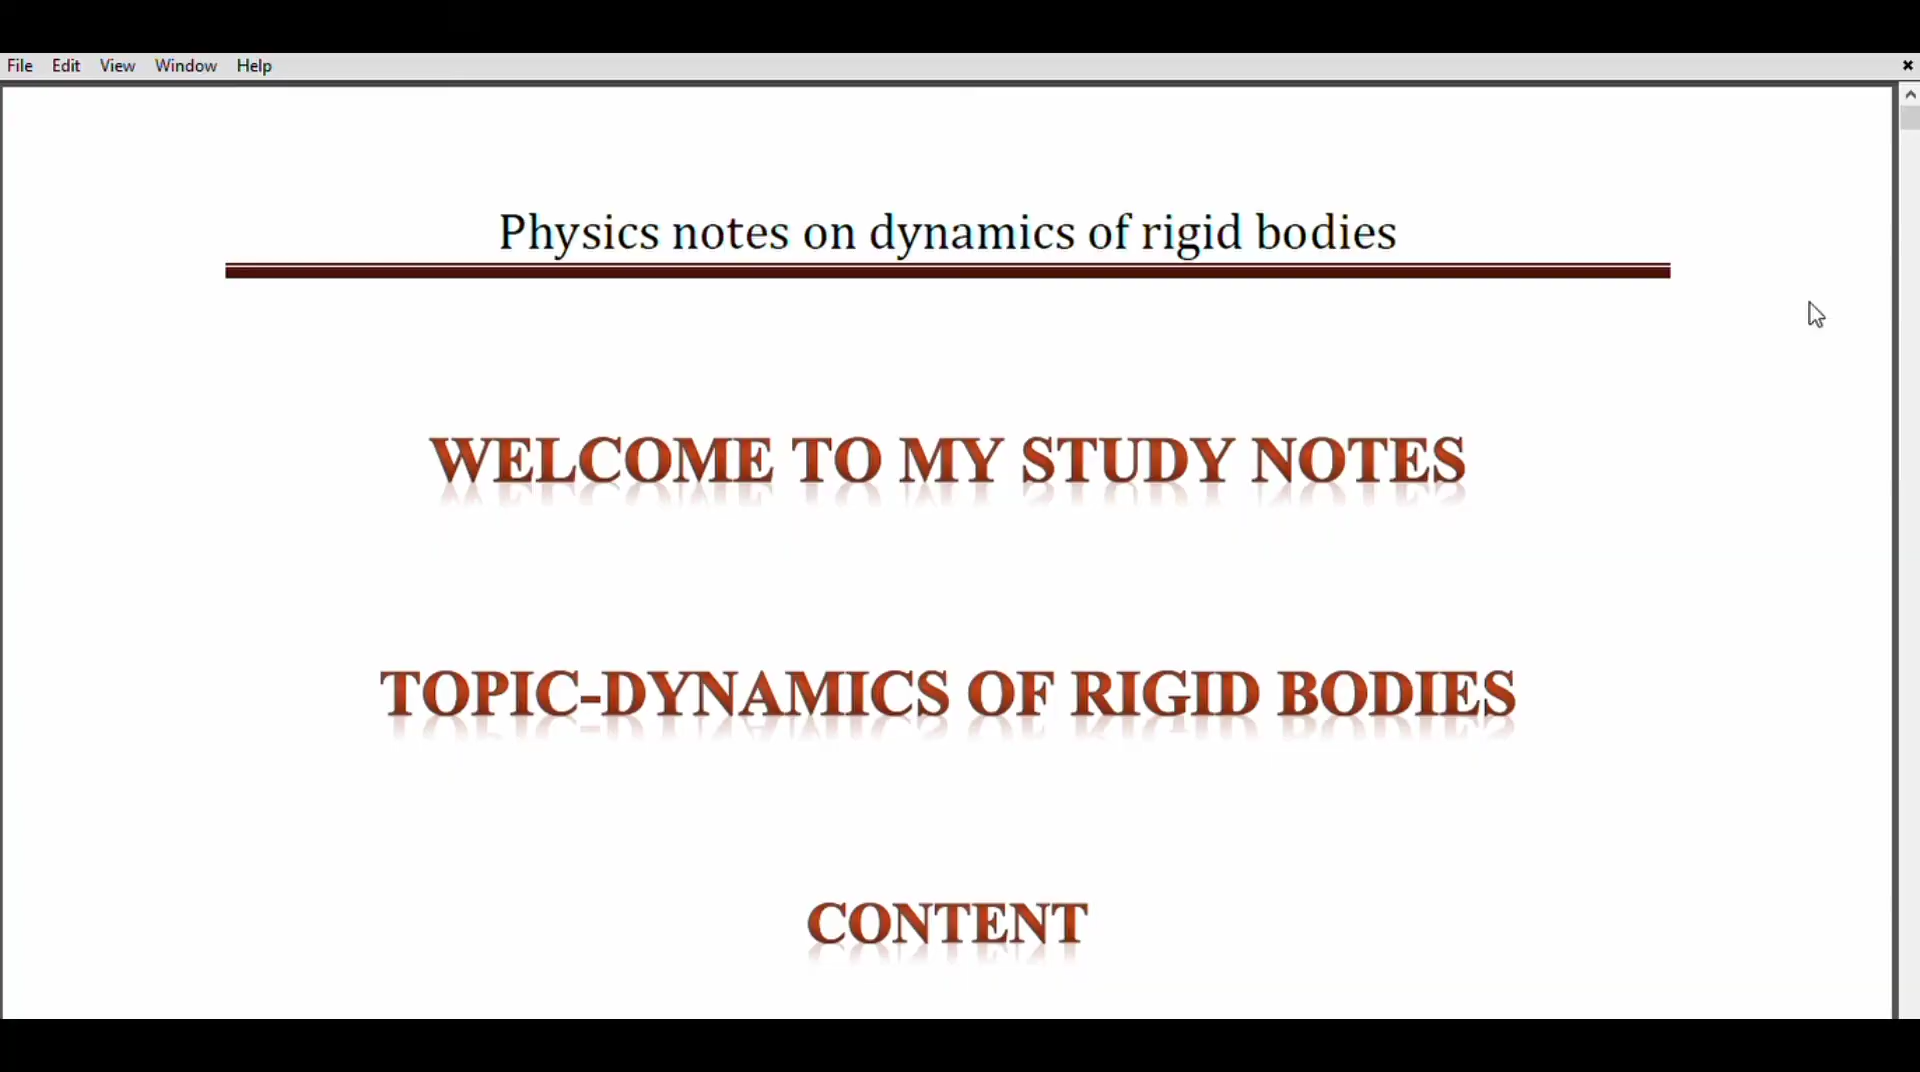 File Edit View Window Help
Physics notes on dynamics of rigid bodies
WELCOME TO MY STUDY NOTES
TOPIC-DYNAMICS OF RIGID BODIES
CONTENT